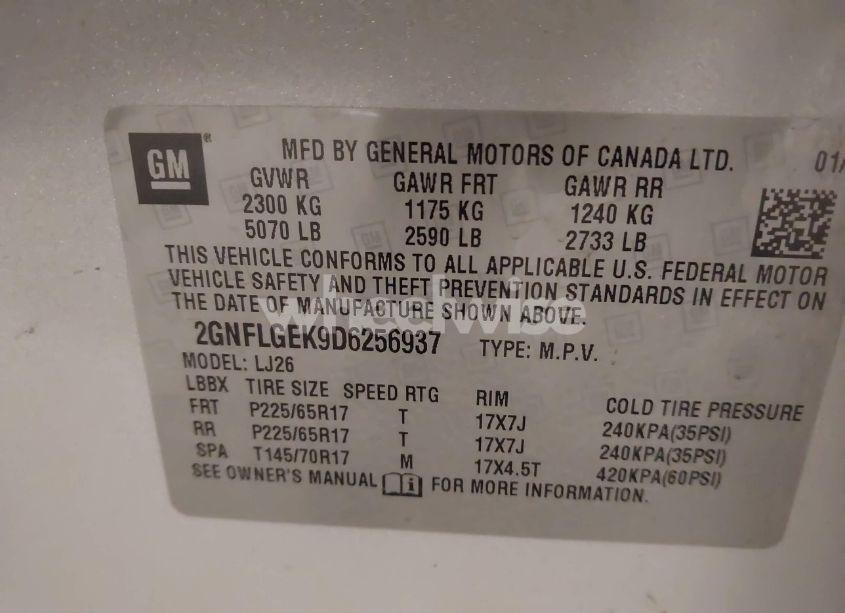 GM
MFD BY GENERAL MOTORS OF CANADA LTD. 01/
GVWR GAWR FRT GAWR RR
2300 KG 1175 KG 1240 KG
5070 LB 2590 LB 2733 LB
THIS VEHICLE CONFORMS TO ALL APPLICABLE U.S. FEDERAL MOTOR
VEHICLE SAFETY AND THEFT PREVENTION STANDARDS IN EFFECT ON
THE DATE OF MANUFACTURE SHOWN ABOVE.
wheelwise
2GNFLGEK9D6256937 TYPE: M.P.V.
MODEL: LJ26
LBBX TIRE SIZE SPEED RTG RIM COLD TIRE PRESSURE
FRT P225/65R17 T 17X7J 240KPA(35PSI)
RR P225/65R17 T 17X7J 240KPA(35PSI)
SPA T145/70R17 M 17X4.5T 420KPA(60PSI)
SEE OWNER'S MANUAL FOR MORE INFORMATION.